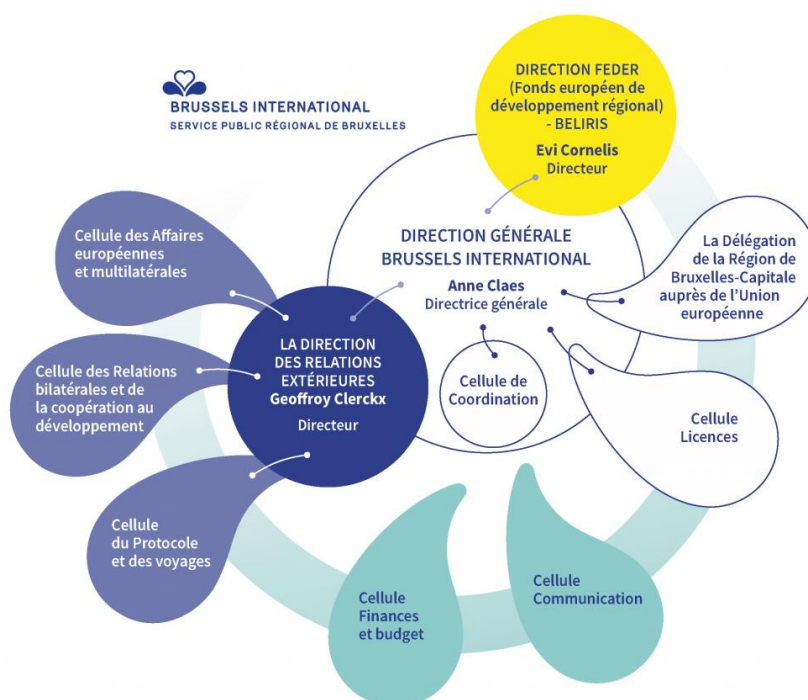 BRUSSELS INTERNATIONAL
SERVICE PUBLIC RÉGIONAL DE BRUXELLES
DIRECTION FEDER
(Fonds européen de
développement régional)
- BELIRIS
Evi Cornelis
Directeur
DIRECTION GÉNÉRALE
BRUSSELS INTERNATIONAL
Anne Claes
Directrice générale
La Délégation
de la Région de
Bruxelles-Capitale
auprès de l’Union
européenne
Cellule des Affaires
européennes
et multilatérales
LA DIRECTION
DES RELATIONS
EXTÉRIEURES
Geoffroy Clerckx
Directeur
Cellule de
Coordination
Cellule
Licences
Cellule des Relations
bilatérales et de
la coopération au
développement
Cellule
du Protocole
et des voyages
Cellule
Finances
et budget
Cellule
Communication